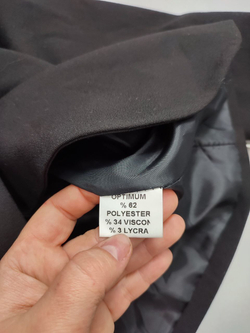 OPTIMUM
% 62
POLYESTER
% 34 VISCON
% 3 LYCRA